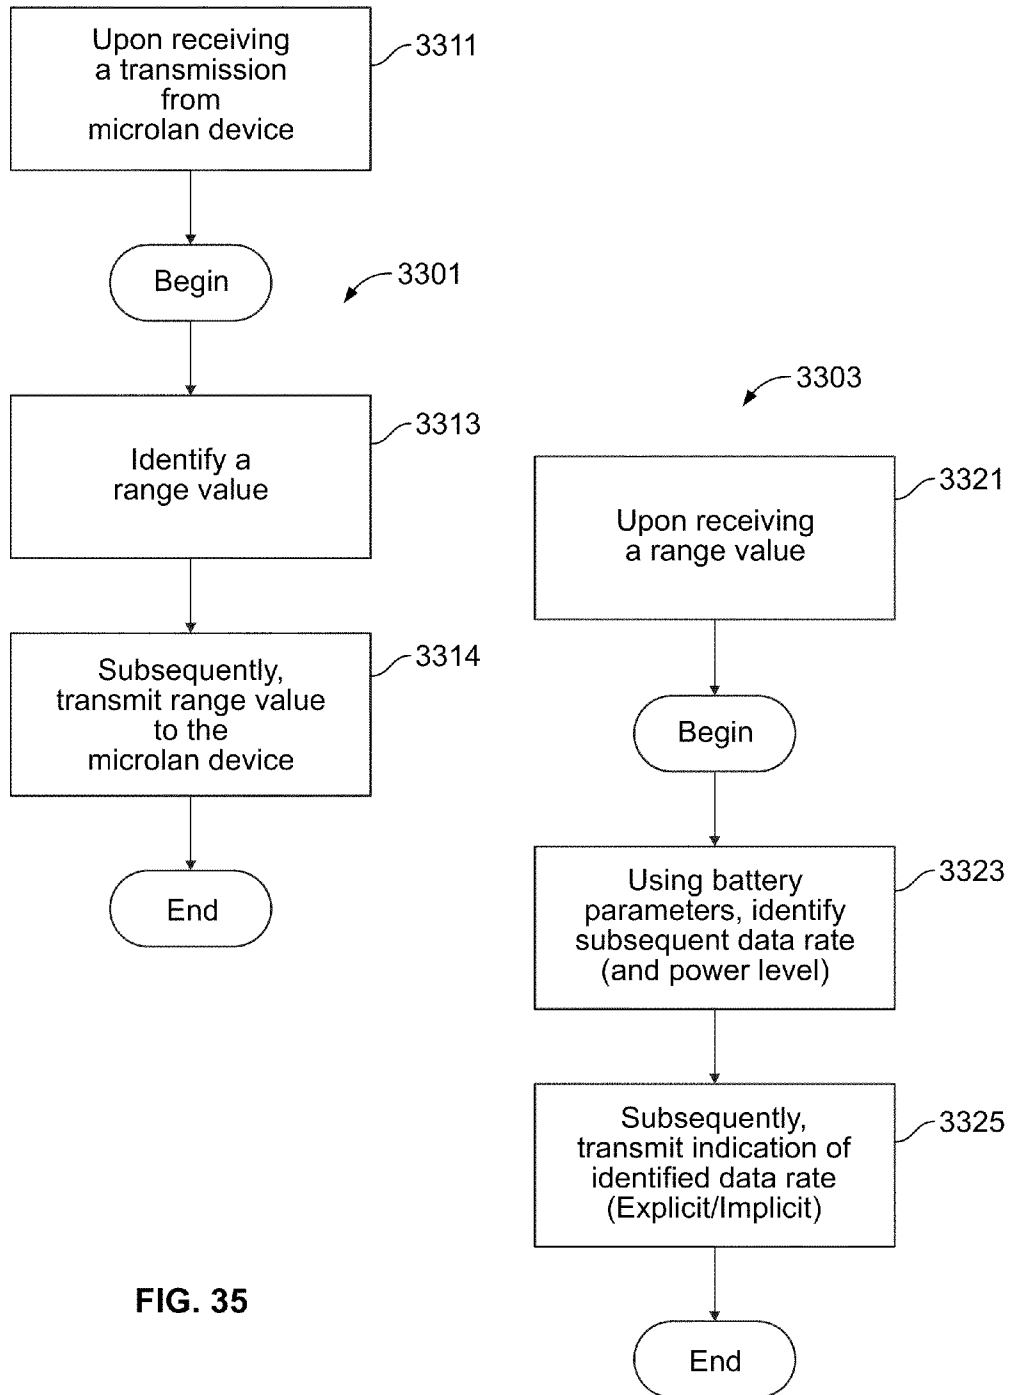 Upon receiving
a transmission
from
microlan device
3311
Begin
3301
Identify a
range value
3313
Subsequently,
transmit range value
to the
microlan device
3314
End
3303
Upon receiving
a range value
3321
Begin
Using battery
parameters, identify
subsequent data rate
(and power level)
3323
Subsequently,
transmit indication of
identified data rate
(Explicit/Implicit)
3325
End
FIG. 35